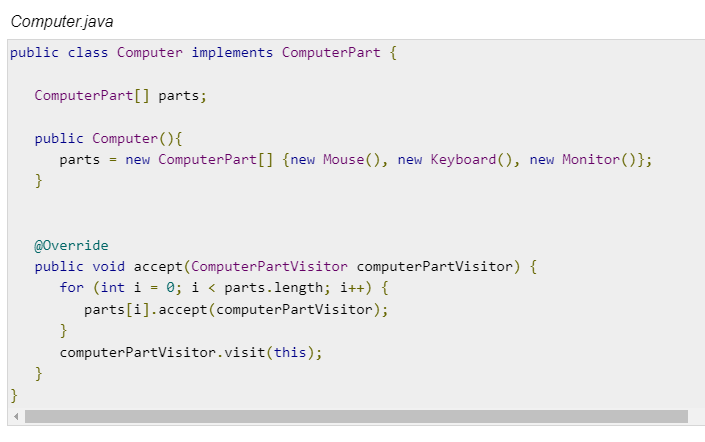 Computer.java
public class Computer implements ComputerPart {
ComputerPart[] parts;
public Computer(){
parts = new ComputerPart[] {new Mouse(), new Keyboard(), new Monitor()};
}
@Override
public void accept(ComputerPartVisitor computerPartVisitor) {
for (int i = 0; i < parts.length; i++) {
parts[i].accept(computerPartVisitor);
}
computerPartVisitor.visit(this);
}
}